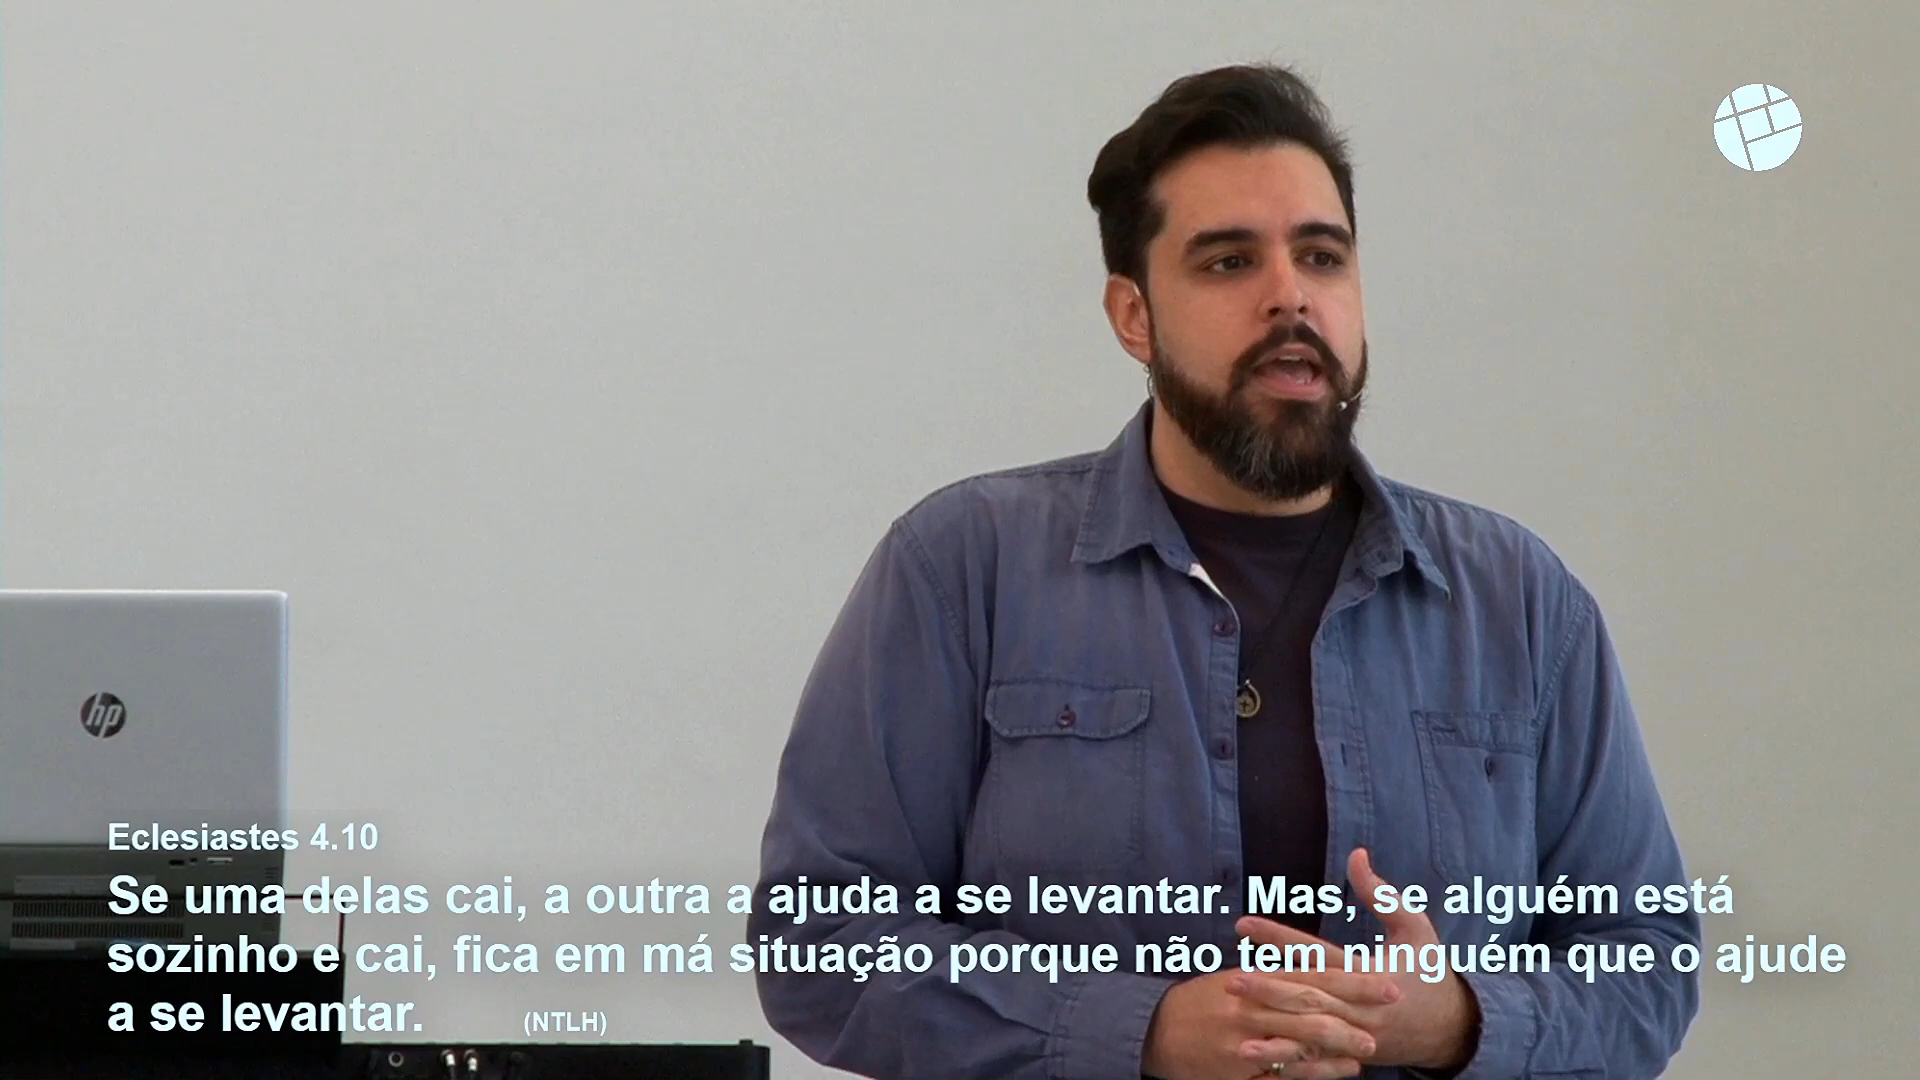 hp
Eclesiastes 4.10
Se uma delas cai, a outra a ajuda a se levantar. Mas, se alguém está
sozinho e cai, fica em má situação porque não tem ninguém que o ajude
a se levantar. (NTLH)